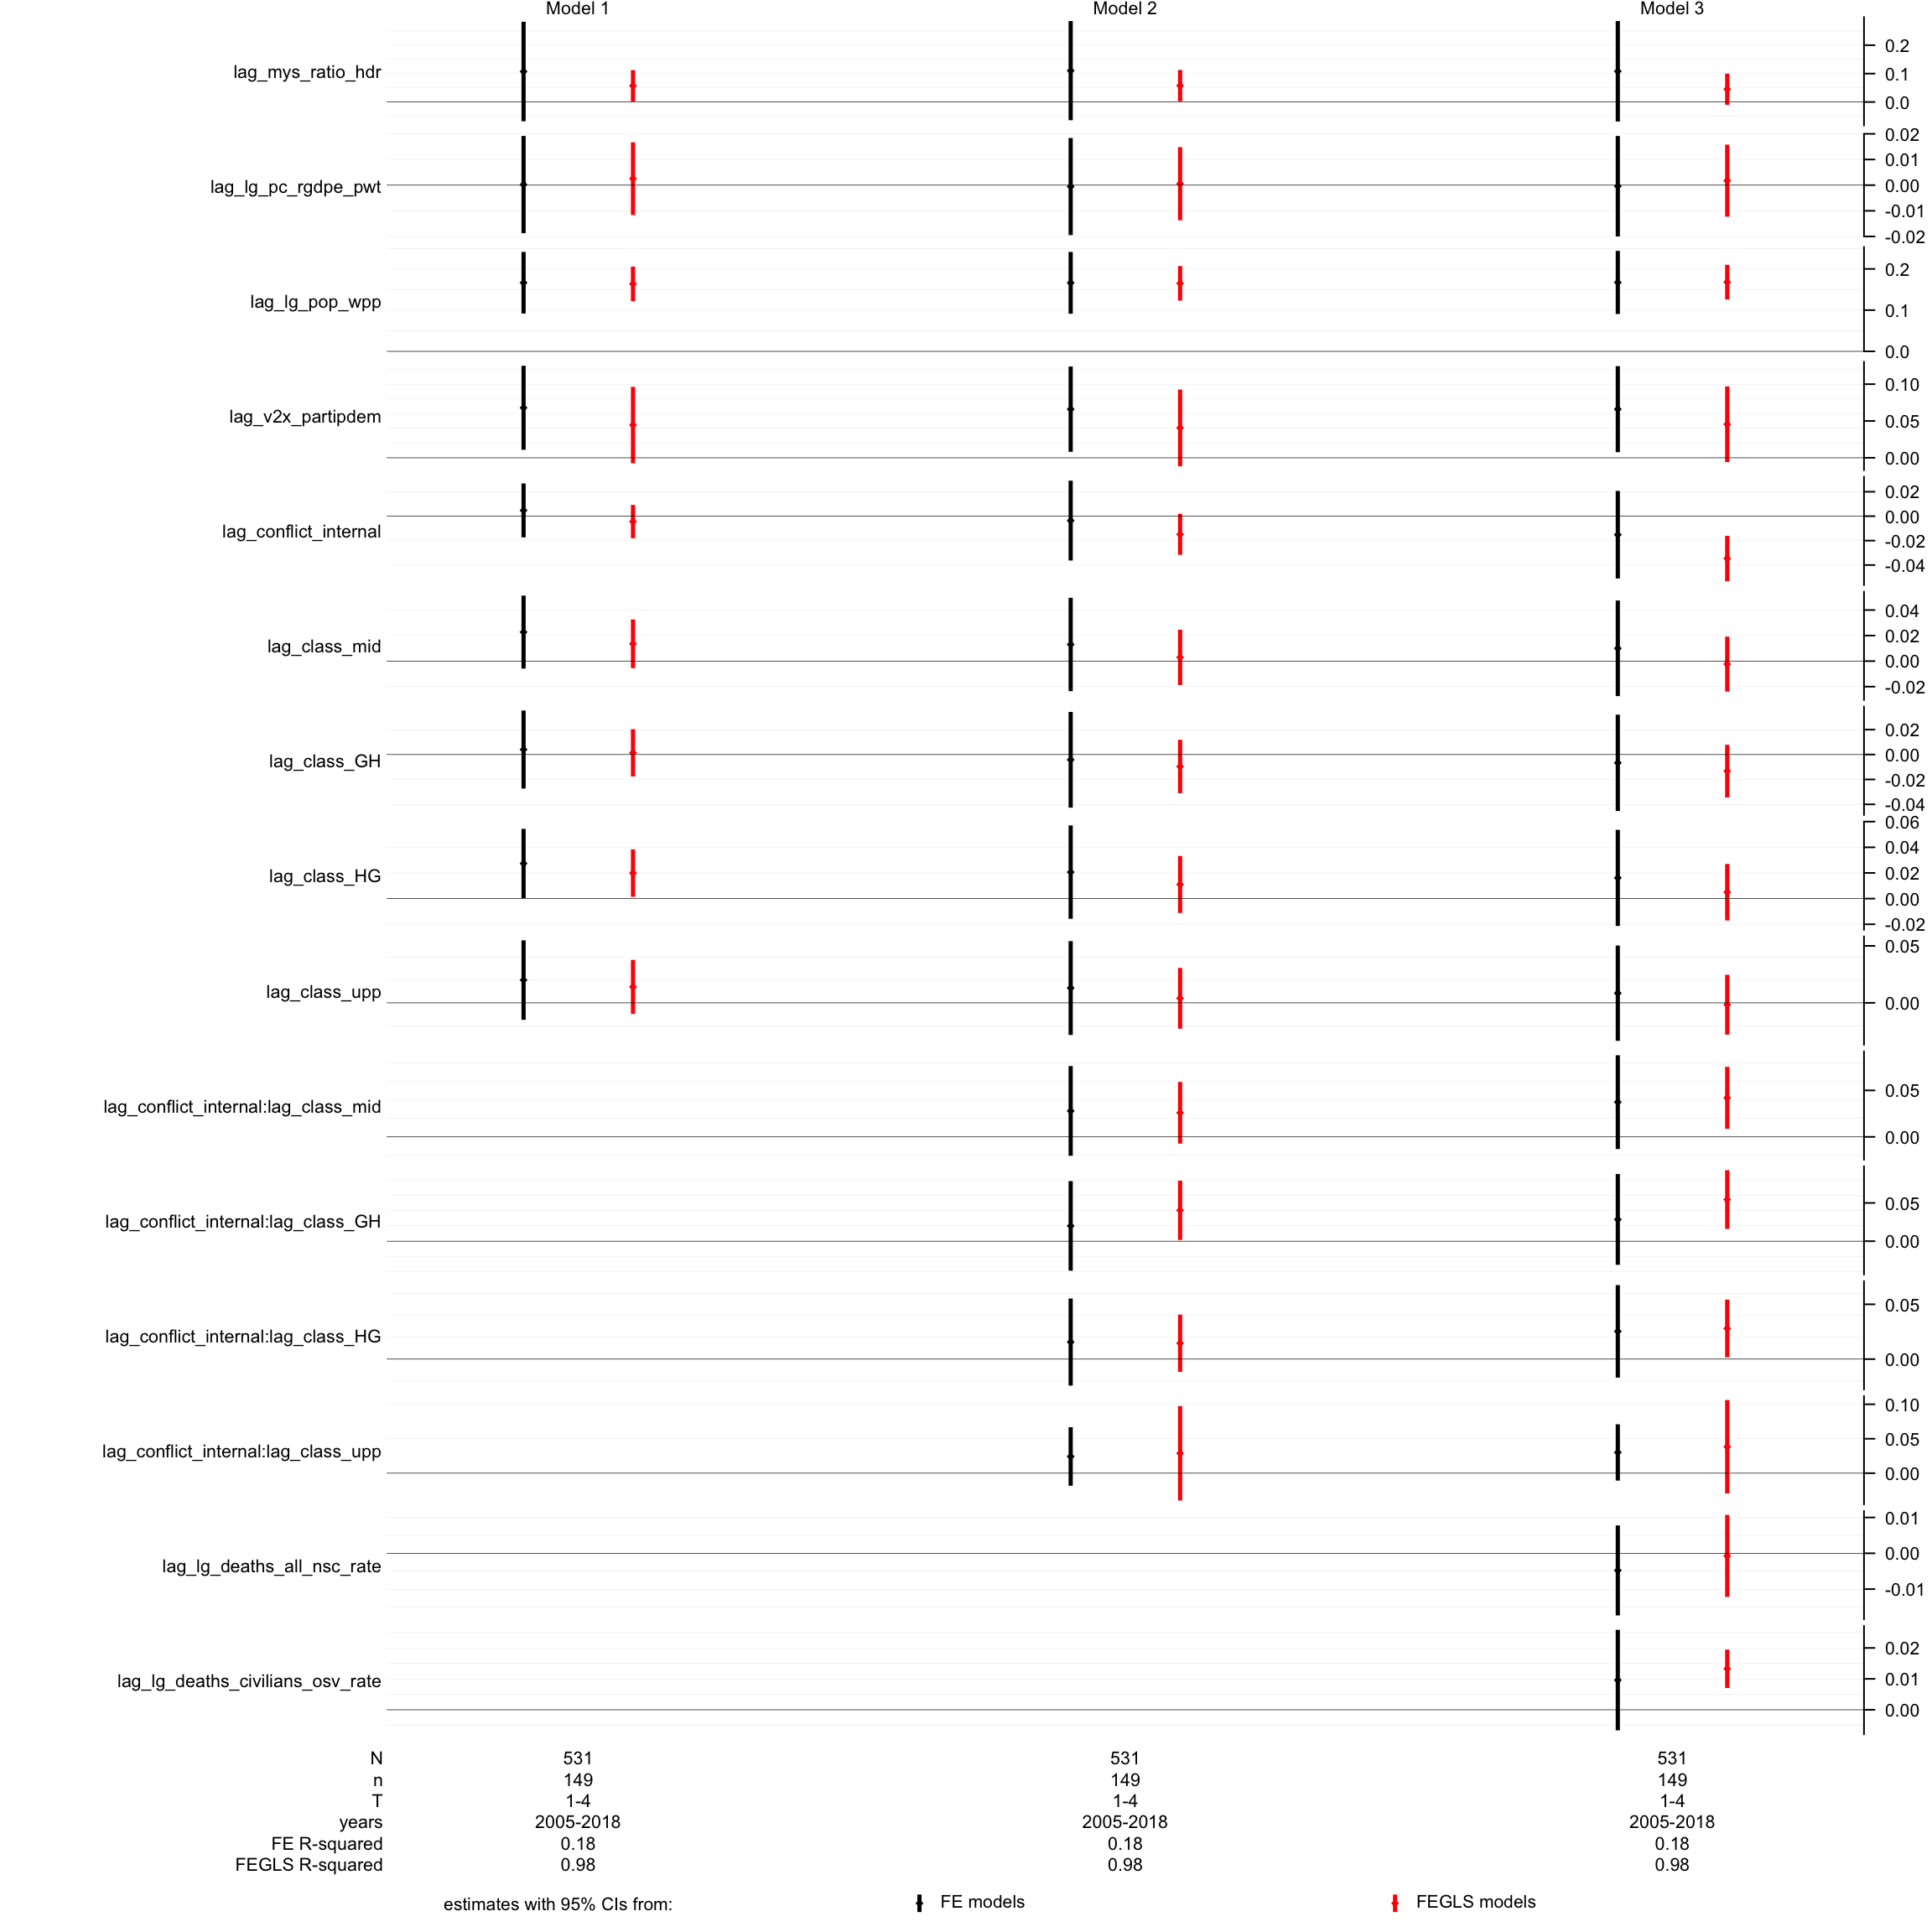 Model 1 Model 2 Model 3
lag_mys_ratio_hdr
0.2
0.1
0.0
lag_lg_pc_rgdpe_pwt
0.02
0.01
0.00
-0.01
-0.02
lag_lg_pop_wpp
0.2
0.1
0.0
lag_v2x_partipdem
0.10
0.05
0.00
lag_conflict_internal
0.02
0.00
-0.02
-0.04
lag_class_mid
0.04
0.02
0.00
-0.02
lag_class_GH
0.02
0.00
-0.02
-0.04
lag_class_HG
0.06
0.04
0.02
0.00
-0.02
lag_class_upp
0.05
0.00
lag_conflict_internal:lag_class_mid
0.05
0.00
lag_conflict_internal:lag_class_GH
0.05
0.00
lag_conflict_internal:lag_class_HG
0.05
0.00
lag_conflict_internal:lag_class_upp
0.10
0.05
0.00
lag_lg_deaths_all_nsc_rate
0.01
0.00
-0.01
lag_lg_deaths_civilians_osv_rate
0.02
0.01
0.00
N 531 531 531
n 149 149 149
T 1-4 1-4 1-4
years 2005-2018 2005-2018 2005-2018
FE R-squared 0.18 0.18 0.18
FEGLS R-squared 0.98 0.98 0.98
estimates with 95% CIs from: FE models FEGLS models